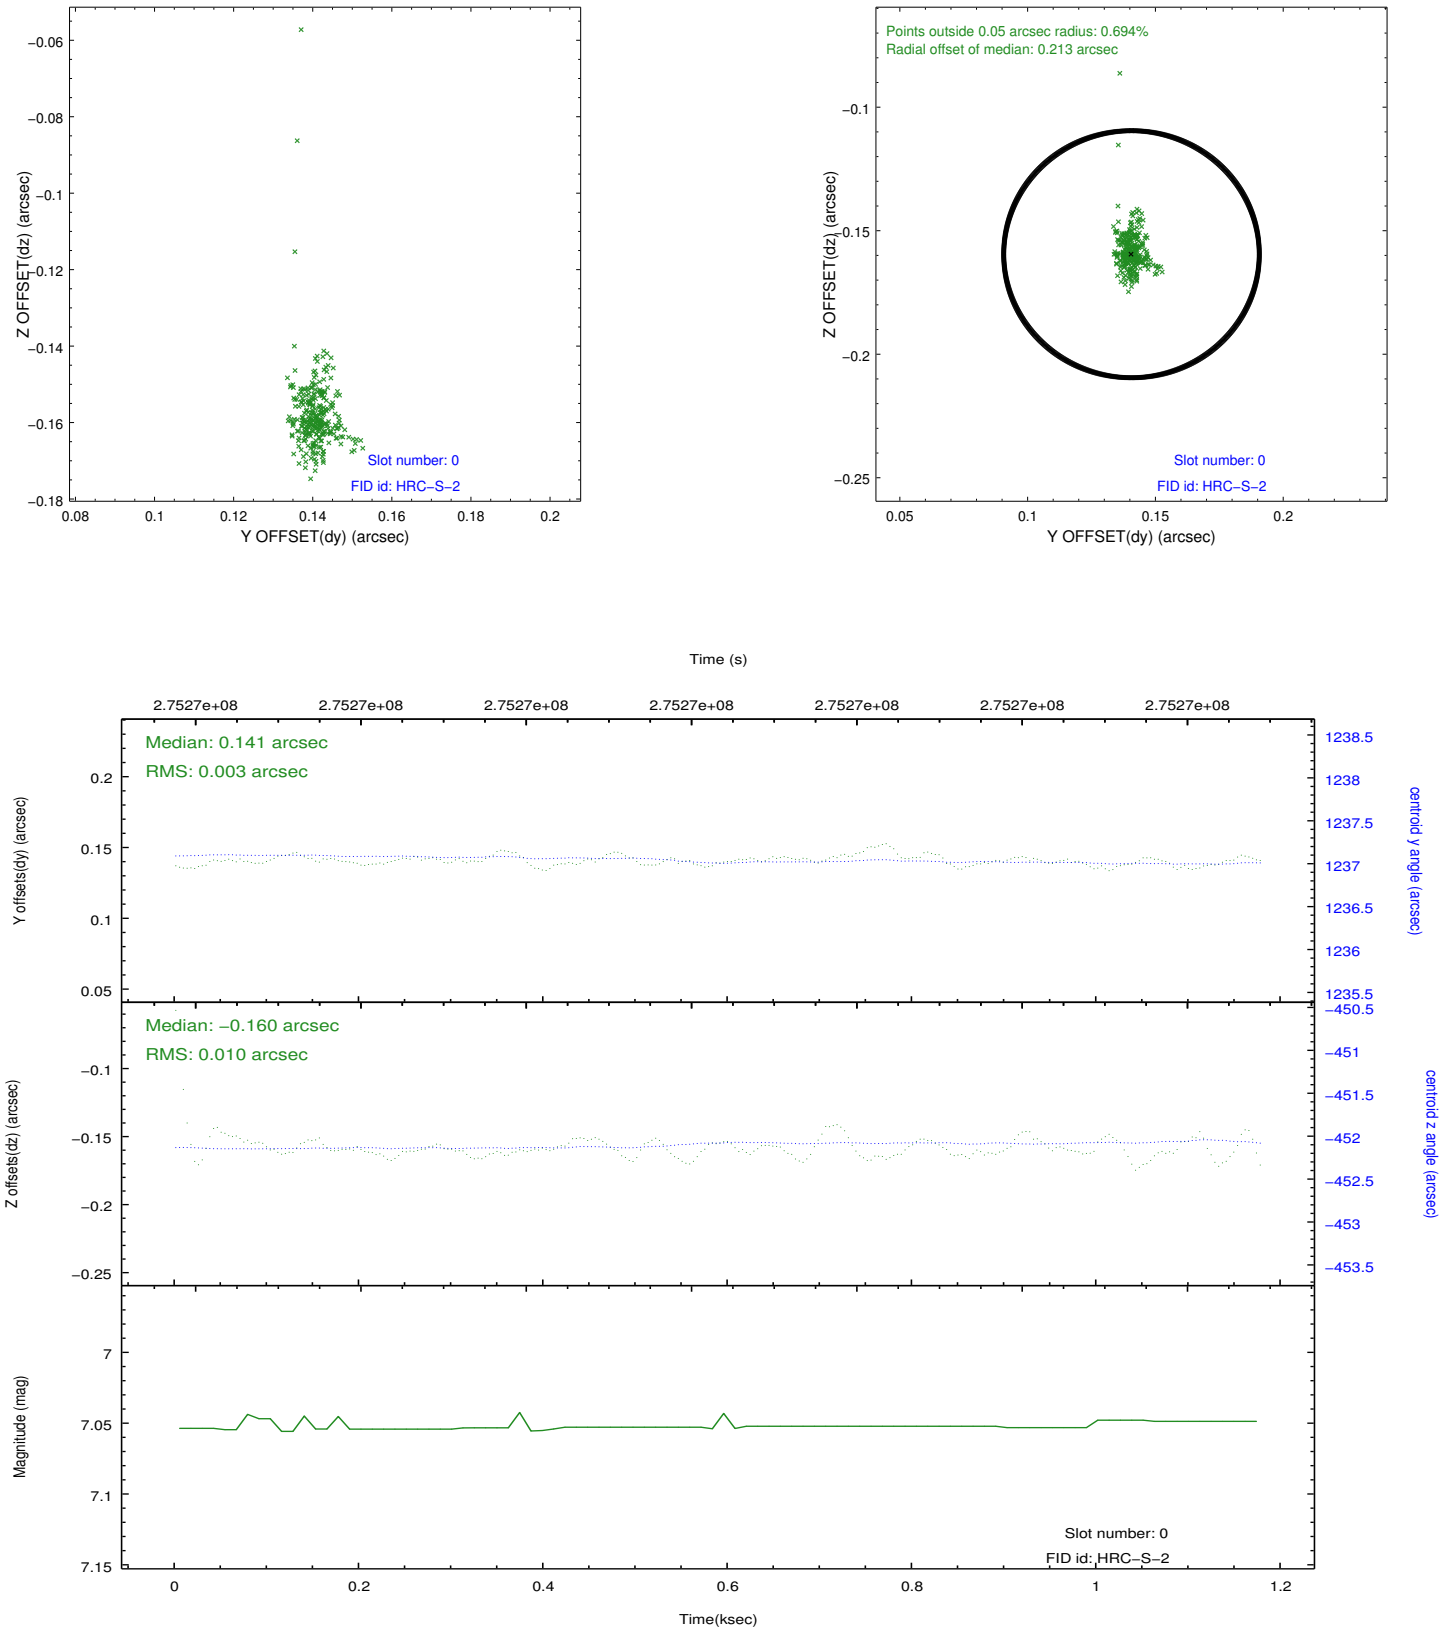 −0.06
−0.08
−0.1
−0.12
−0.14
−0.16
−0.18
Z OFFSET(dz) (arcsec)
0.08 0.1 0.12 0.14 0.16 0.18 0.2
Y OFFSET(dy) (arcsec)
Slot number: 0
FID id: HRC−S−2
Points outside 0.05 arcsec radius: 0.694%
Radial offset of median: 0.213 arcsec
−0.1
−0.15
−0.2
−0.25
Z OFFSET(dz) (arcsec)
Slot number: 0
FID id: HRC−S−2
0.05 0.1 0.15 0.2
Y OFFSET(dy) (arcsec)
Time (s)
2.7527e+08 2.7527e+08 2.7527e+08 2.7527e+08 2.7527e+08 2.7527e+08 2.7527e+08
Median: 0.141 arcsec
RMS: 0.003 arcsec
0.2
0.15
0.1
0.05
Y offsets(dy) (arcsec)
1238.5
1238
1237.5
1237
1236.5
1236
1235.5
centroid y angle (arcsec)
Median: −0.160 arcsec
RMS: 0.010 arcsec
−0.1
−0.15
−0.2
−0.25
Z offsets(dz) (arcsec)
−450.5
−451
−451.5
−452
−452.5
−453
−453.5
centroid z angle (arcsec)
7
7.05
7.1
7.15
Magnitude (mag)
Slot number: 0
FID id: HRC−S−2
0 0.2 0.4 0.6 0.8 1 1.2
Time(ksec)